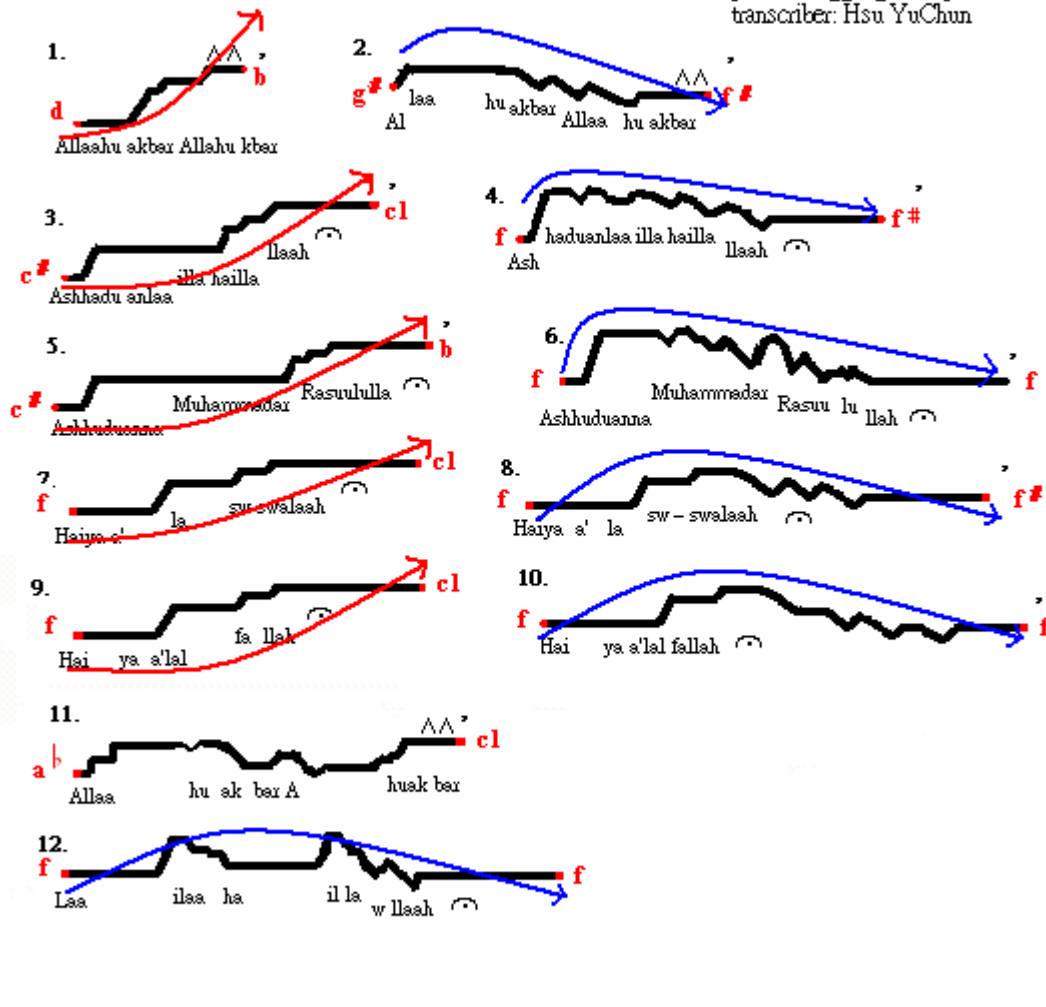 transcriber: Hsu YuChun
1.
d
b
Allaahu akbar Allahu kbar
2.
g#
f#
laa hu akbar
Al Allaa hu akbar
3.
c#
c1
llaah
illa hailla
Ashhadu anlaa
4.
f
f#
haduanlaa illa hailla llaah
Ash
5.
c#
b
Rasuululla
Muhammadar
Ashhuduanna
6.
f
f
Muhammadar Rasuu lu
Ashhuduanna llah
7.
f
c1
sw-swalaah
la
Haiya a'
8.
f
f#
sw-swalaah
Haiya a' la
9.
f
c1
fa llah
Hai ya a'lal
10.
f
f
Hai ya a'lal fallah
11.
a♭
c1
Allaa hu ak bar A huak bar
12.
f
f
Laa ilaa ha il la w llaah